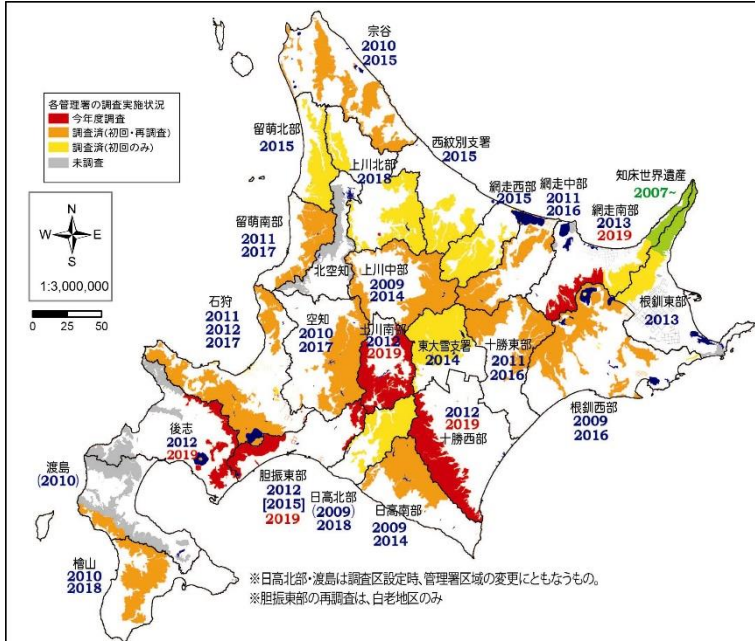 宗谷
2010
2015
各管理署の調査実施状況
今年度調査
調査済(初回・再調査)
調査済(初回のみ)
未調査
留萌北部
2015
西紋別支署
2015
上川北部
2018
知床世界遺産
2007~
網走西部
2015
網走中部
2011
2016
網走南部
2013
2019
N
W E
S
1:3,000,000
0 25 50
留萌南部
2011
2017
北空知
上川中部
2009
2014
根釧東部
2013
石狩
2011
2012
2017
空知
2010
2017
上川南部
2012
2019
東大雪支署
2014
十勝東部
2011
2016
2012
2019
十勝西部
根釧西部
2009
2016
後志
2012
2019
渡島
(2010)
胆振東部
2012
[2015]
2019
日高北部
(2009)
2018
日高南部
2009
2014
檜山
2010
2018
※日高北部・渡島は調査区設定時、管理署区域の変更にともなうもの。
※胆振東部の再調査は、白老地区のみ